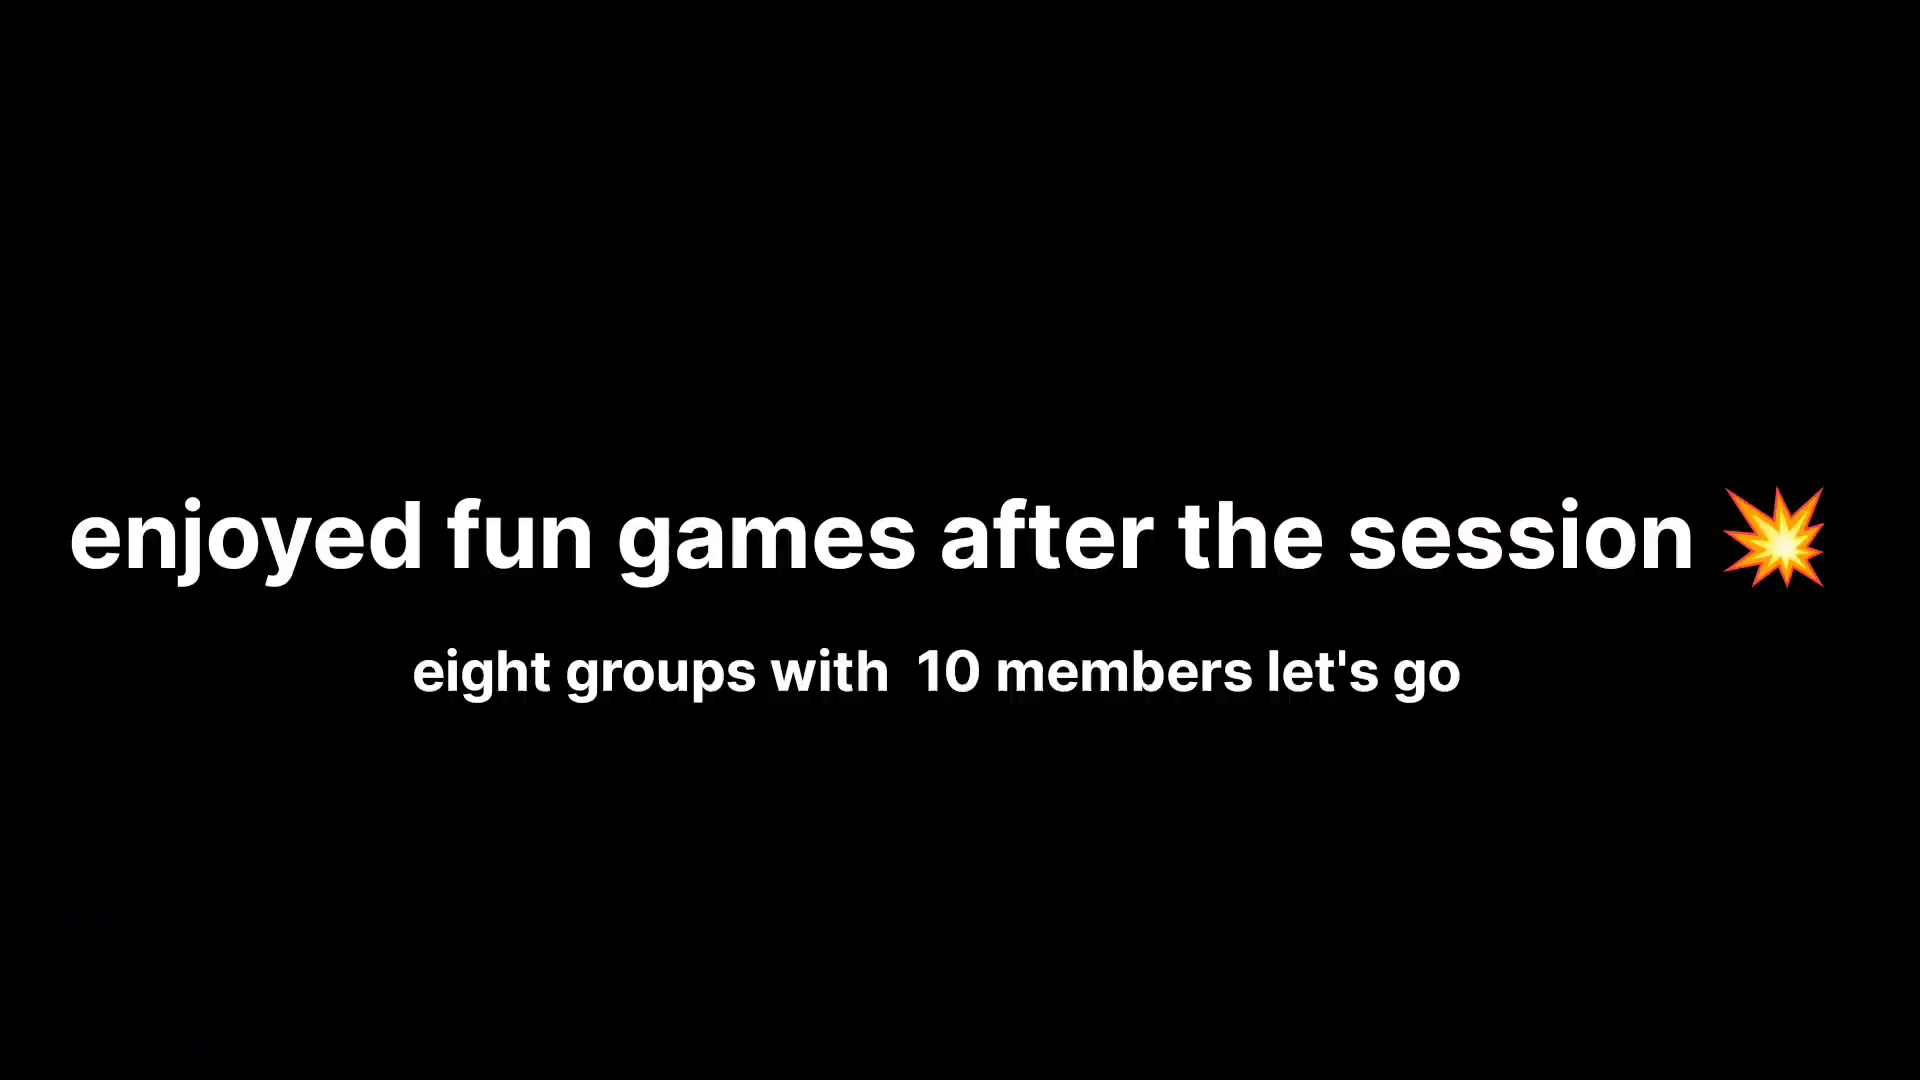 enjoyed fun games after the session 💥
eight groups with  10 members let's go